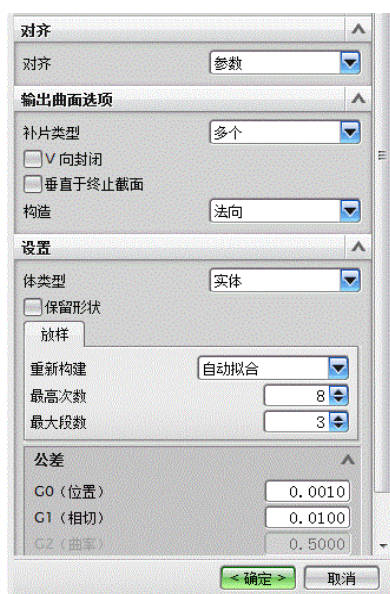 对齐
对齐 参数
输出曲面选项
补片类型 多个
V 向封闭
垂直于终止截面
构造 法向
设置
体类型 实体
保留形状
放样
重新构建 自动拟合
最高次数 8
最大段数 3
公差
G0（位置） 0.0010
G1（相切） 0.0100
G2（曲率） 0.5000
<确定> 取消